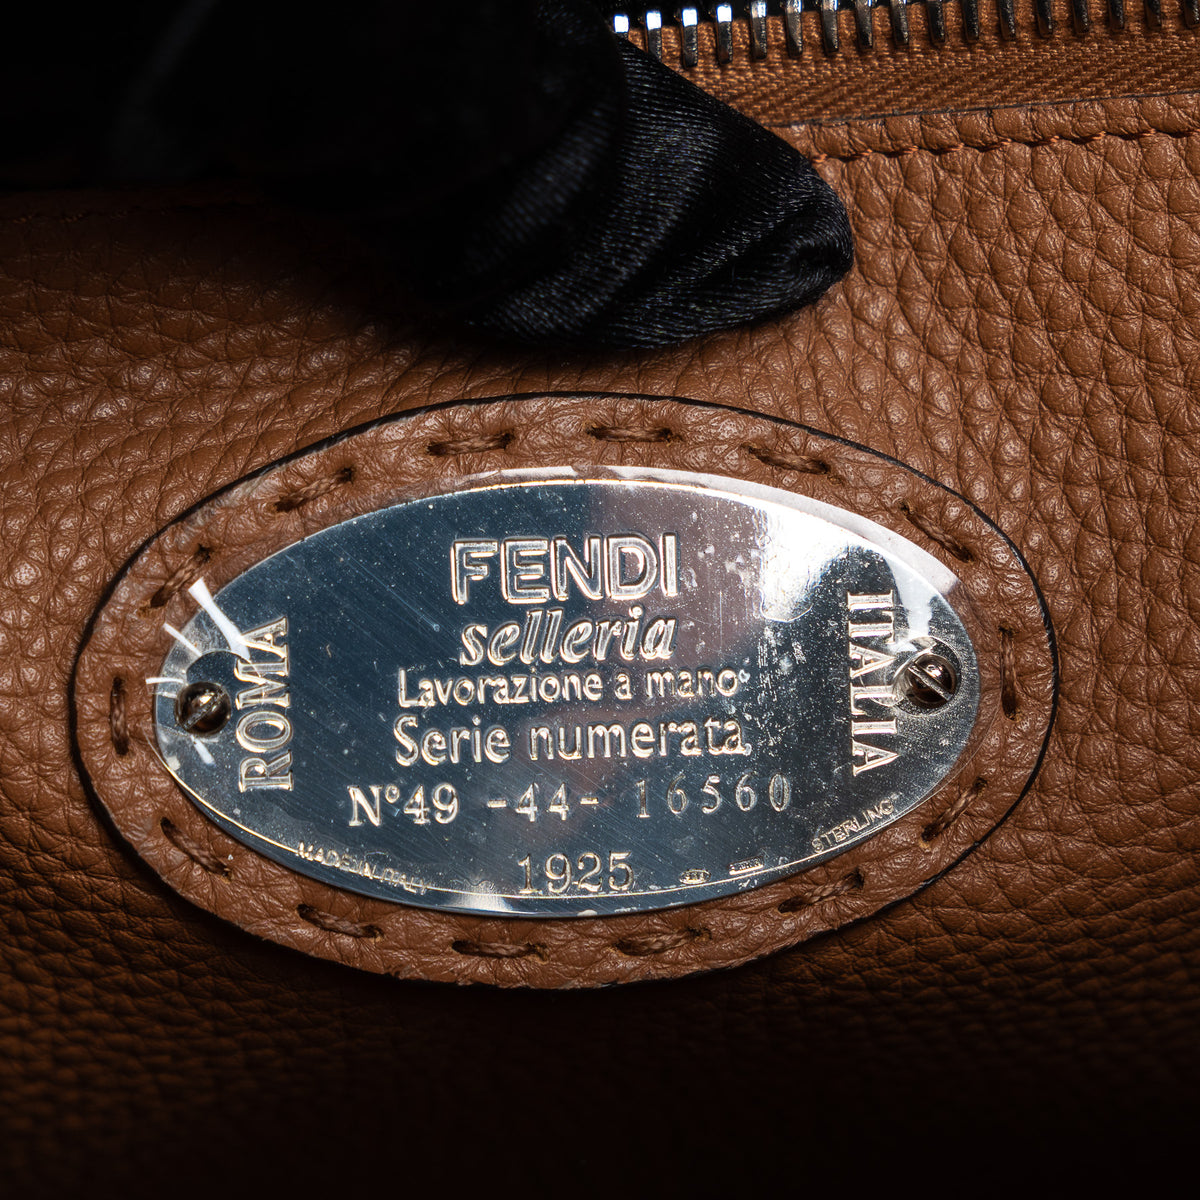 FENDI
selleria
Lavorazione a mano
Serie numerata
N°49 -44- 16560
1925
ROMA
ITALIA
MADE IN ITALY
STERLING